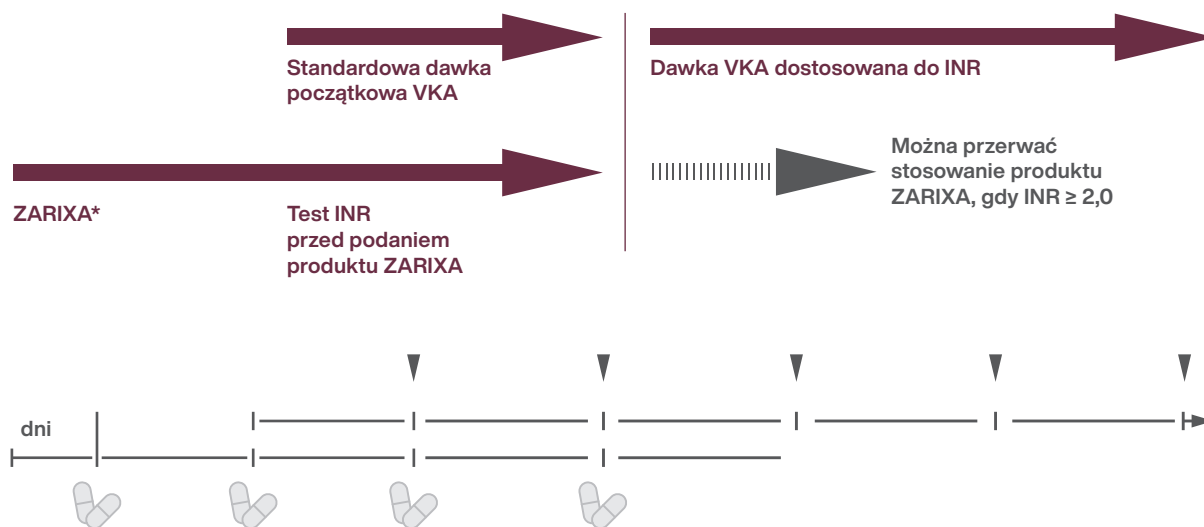 Standardowa dawka
początkowa VKA
Dawka VKA dostosowana do INR
Można przerwać
stosowanie produktu
ZARIXA, gdy INR ≥ 2,0
ZARIXA*
Test INR
przed podaniem
produktu ZARIXA
dni